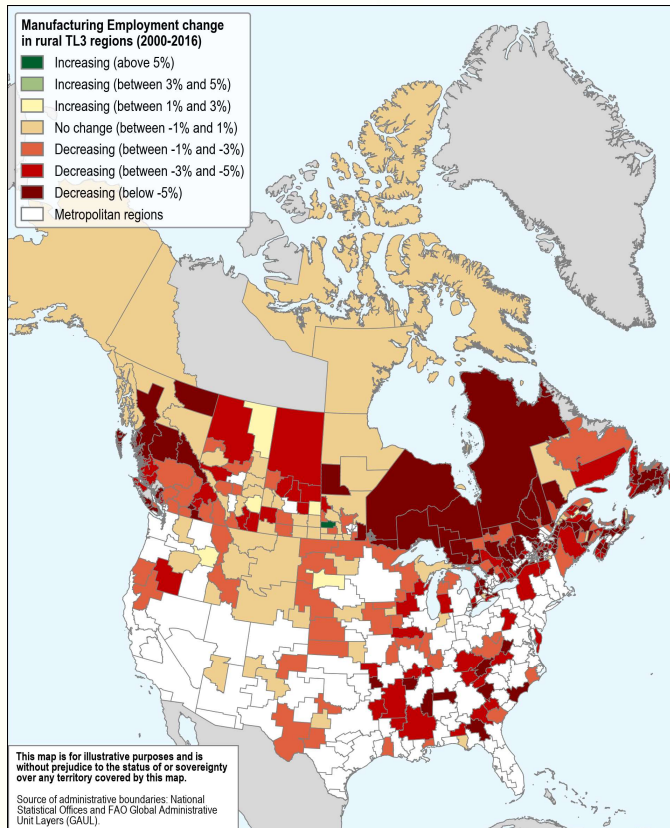 Manufacturing Employment change
in rural TL3 regions (2000-2016)
Increasing (above 5%)
Increasing (between 3% and 5%)
Increasing (between 1% and 3%)
No change (between -1% and 1%)
Decreasing (between -1% and -3%)
Decreasing (between -3% and -5%)
Decreasing (below -5%)
Metropolitan regions
This map is for illustrative purposes and is
without prejudice to the status of or sovereignty
over any territory covered by this map.
Source of administrative boundaries: National
Statistical Offices and FAO Global Administrative
Unit Layers (GAUL).